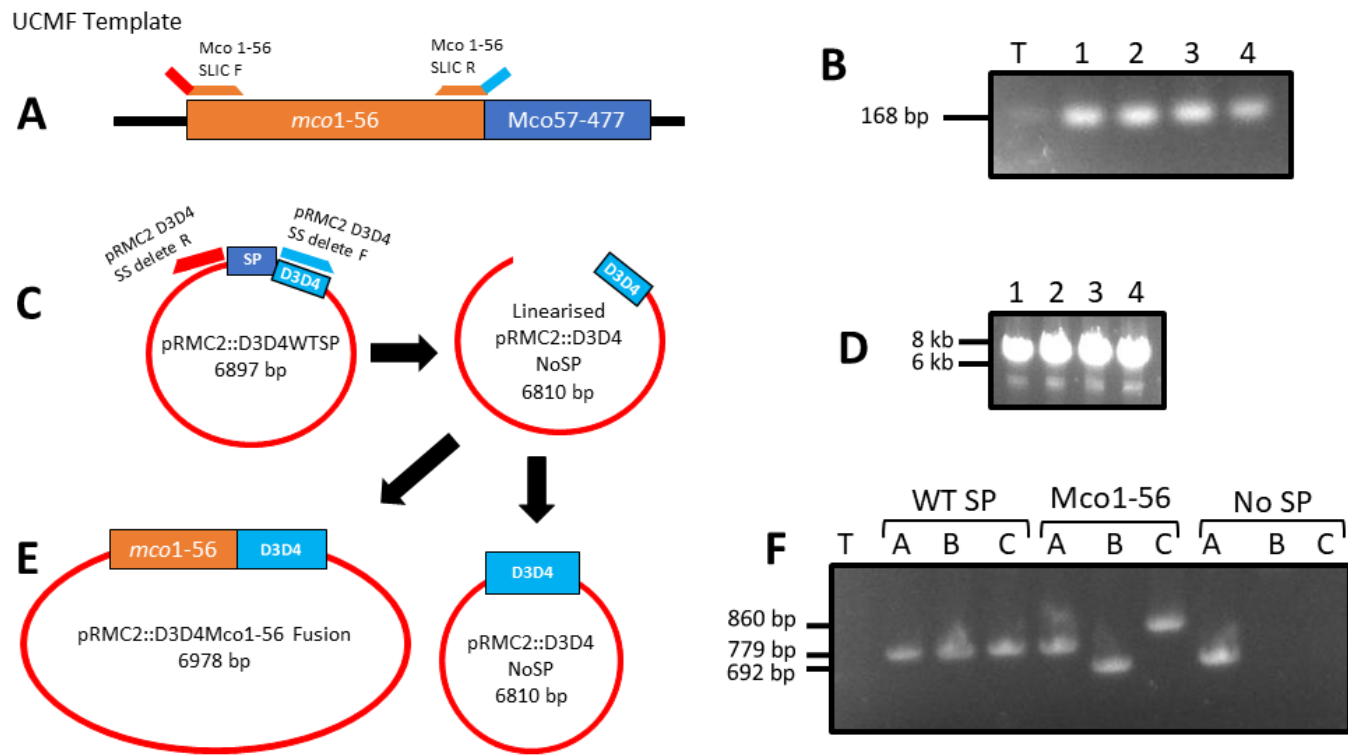 UCMF Template
A
Mco 1-56
SLIC F
Mco 1-56
SLIC R
mco1-56
Mco57-477
B
T 1 2 3 4
168 bp
C
pRMC2 D3D4
SS delete R
SP
pRMC2 D3D4
SS delete F
D3D4
pRMC2::D3D4WTSP
6897 bp
D3D4
Linearised
pRMC2::D3D4
NoSP
6810 bp
D
1 2 3 4
8 kb
6 kb
E
mco1-56
D3D4
pRMC2::D3D4Mco1-56 Fusion
6978 bp
D3D4
pRMC2::D3D4
NoSP
6810 bp
F
WT SP Mco1-56 No SP
T A B C A B C A B C
860 bp
779 bp
692 bp